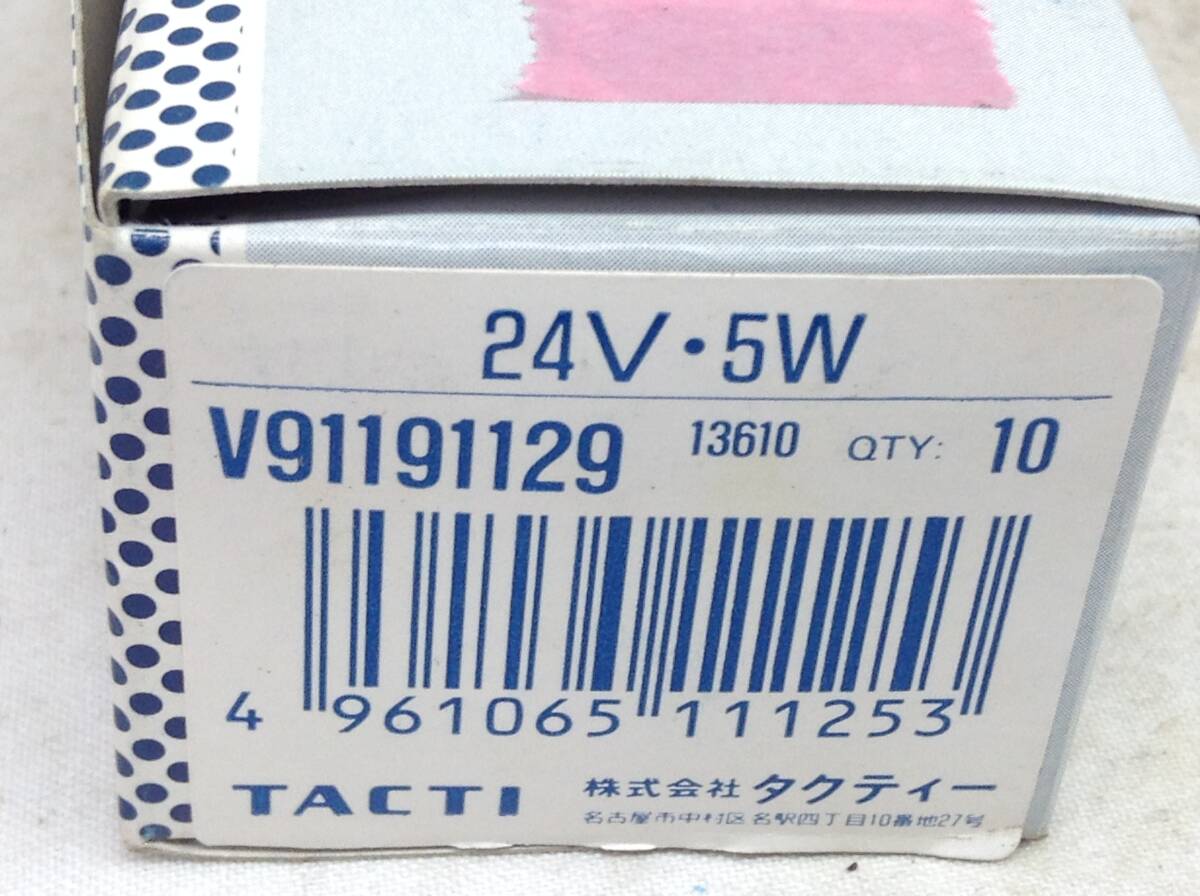 24V・5W
V91191129 13610 QTY: 10
4 961065 111253
TACTI 株式会社 タクティー
名古屋市中村区名駅四丁目10番地27号